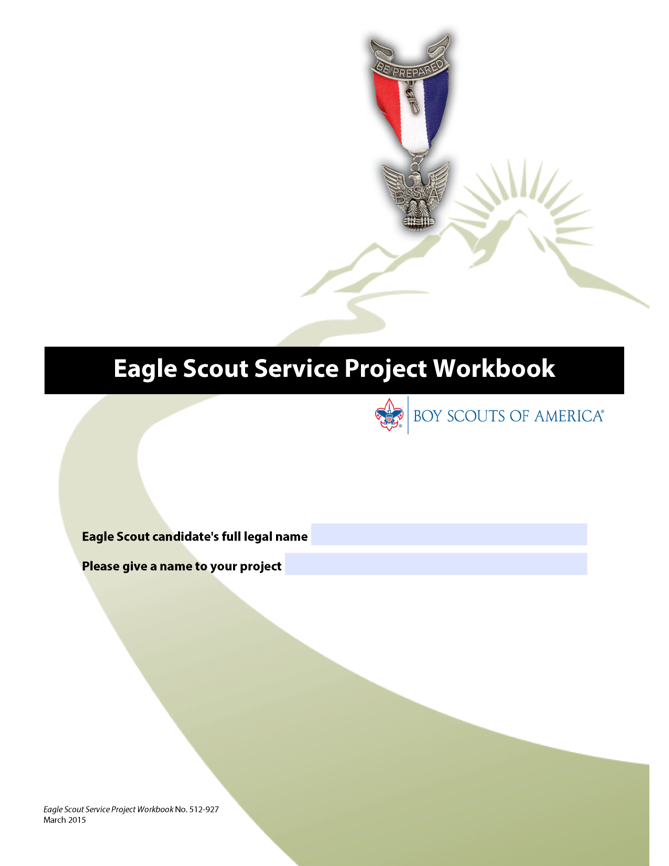 BE PREPARED
BSA
Eagle Scout Service Project Workbook
BOY SCOUTS OF AMERICA®
Eagle Scout candidate's full legal name
Please give a name to your project
Eagle Scout Service Project Workbook No. 512-927
March 2015